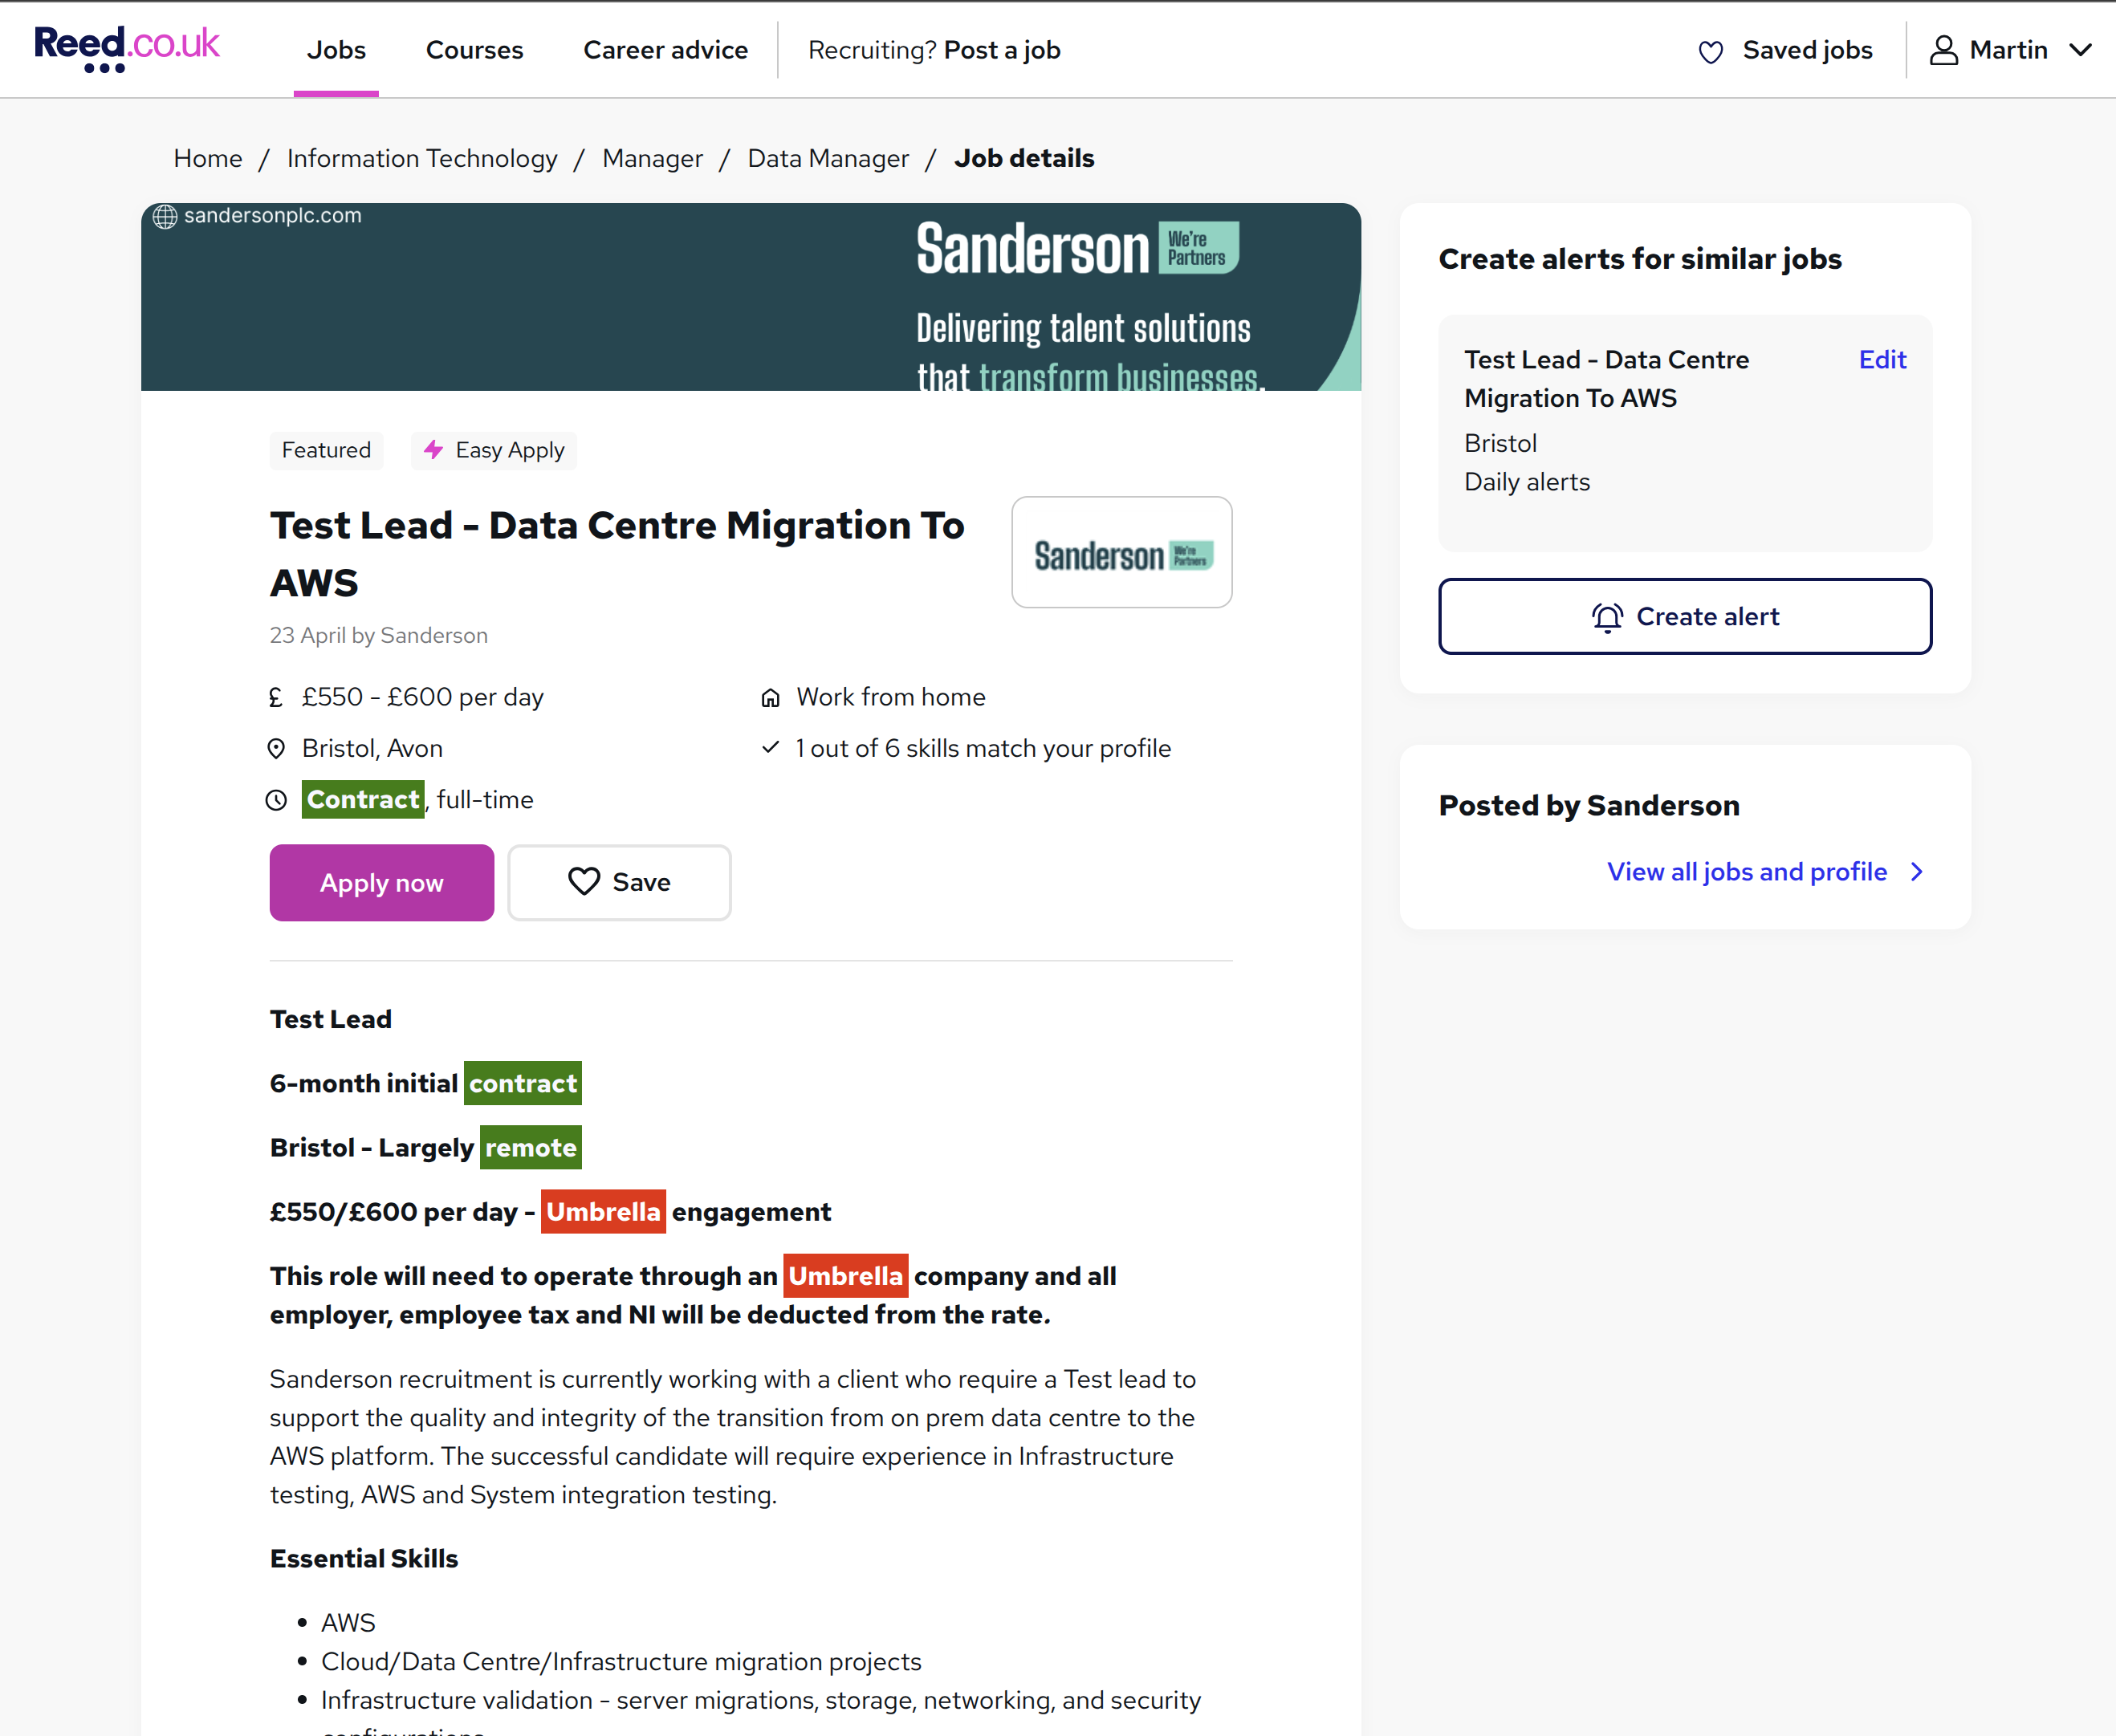 Reed.co.uk
Jobs
Courses
Career advice
Recruiting? Post a job
Saved jobs
Martin
Home / Information Technology / Manager / Data Manager / Job details
sandersonplc.com
Sanderson We're Partners
Delivering talent solutions
that transform businesses.
Featured
Easy Apply
Test Lead - Data Centre Migration To
AWS
Sanderson We're Partners
23 April by Sanderson
£550 - £600 per day
Work from home
Bristol, Avon
1 out of 6 skills match your profile
Contract, full-time
Apply now
Save
Test Lead
6-month initial contract
Bristol - Largely remote
£550/£600 per day - Umbrella engagement
This role will need to operate through an Umbrella company and all
employer, employee tax and NI will be deducted from the rate.
Sanderson recruitment is currently working with a client who require a Test lead to
support the quality and integrity of the transition from on prem data centre to the
AWS platform. The successful candidate will require experience in Infrastructure
testing, AWS and System integration testing.
Essential Skills
• AWS
• Cloud/Data Centre/Infrastructure migration projects
• Infrastructure validation - server migrations, storage, networking, and security
Create alerts for similar jobs
Test Lead - Data Centre
Migration To AWS
Edit
Bristol
Daily alerts
Create alert
Posted by Sanderson
View all jobs and profile